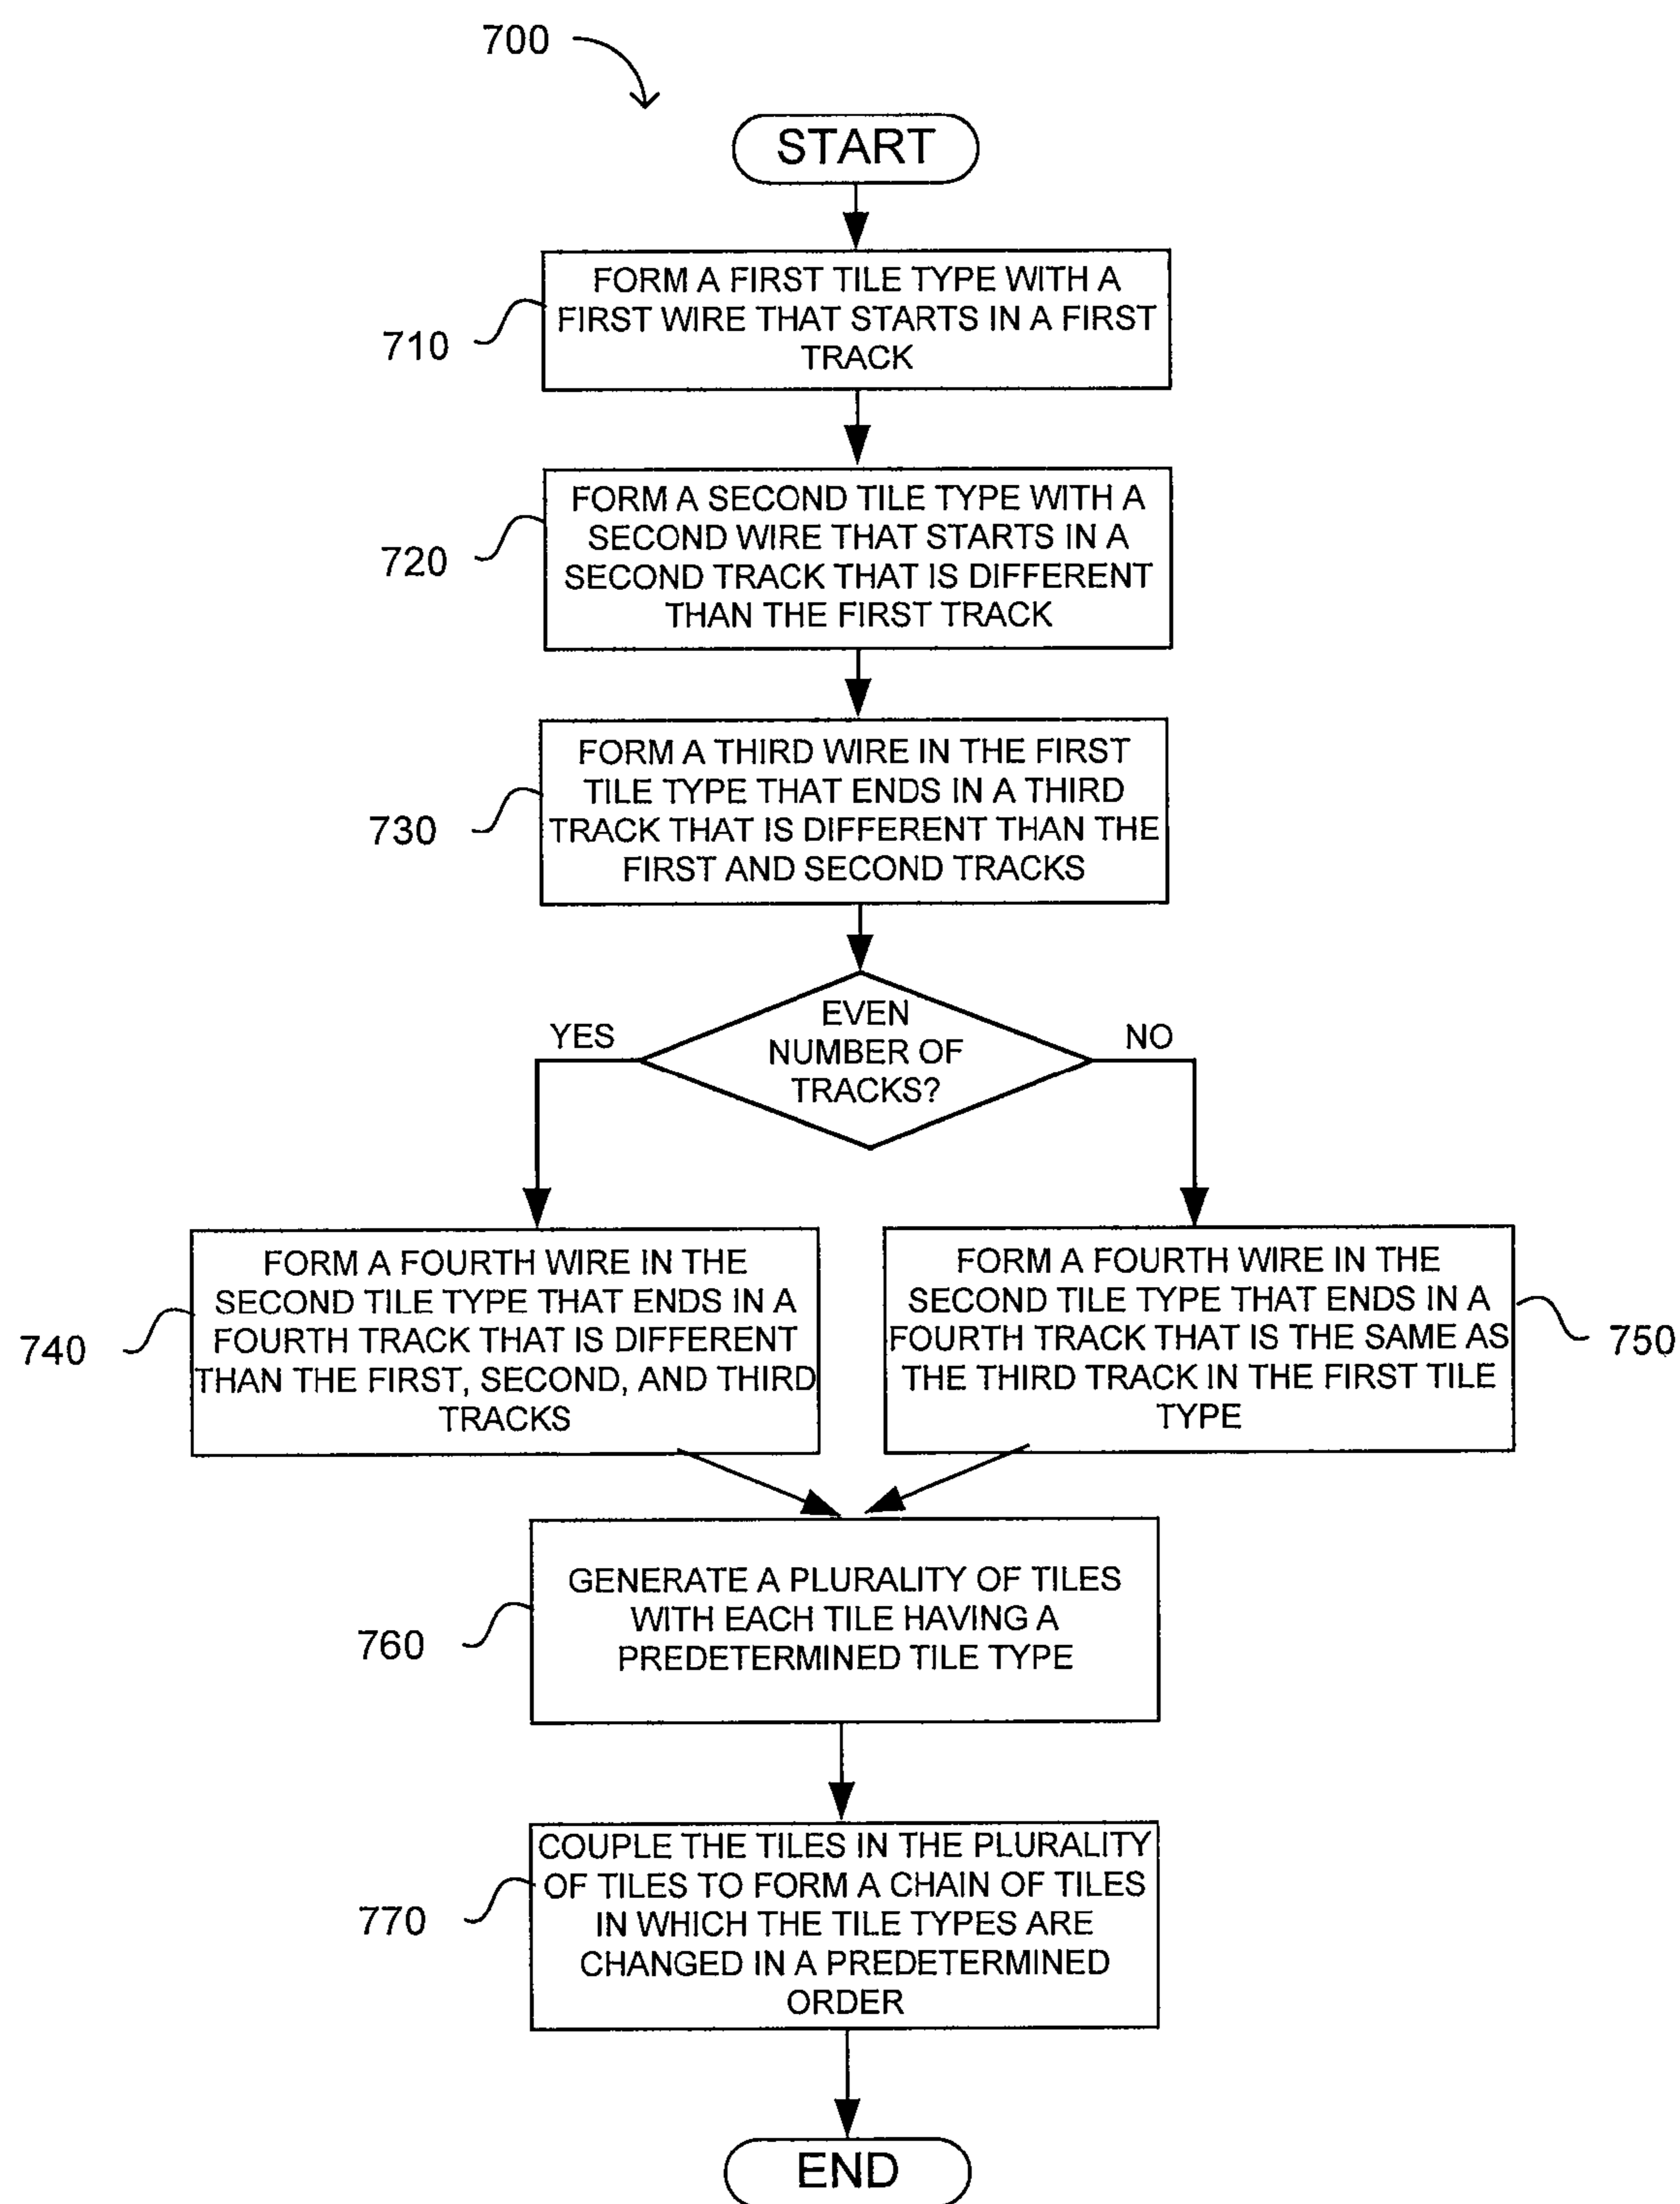 700
START
FORM A FIRST TILE TYPE WITH A
FIRST WIRE THAT STARTS IN A FIRST
TRACK
710
FORM A SECOND TILE TYPE WITH A
SECOND WIRE THAT STARTS IN A
SECOND TRACK THAT IS DIFFERENT
THAN THE FIRST TRACK
720
FORM A THIRD WIRE IN THE FIRST
TILE TYPE THAT ENDS IN A THIRD
TRACK THAT IS DIFFERENT THAN THE
FIRST AND SECOND TRACKS
730
EVEN
NUMBER OF
TRACKS?
YES
NO
FORM A FOURTH WIRE IN THE
SECOND TILE TYPE THAT ENDS IN A
FOURTH TRACK THAT IS DIFFERENT
THAN THE FIRST, SECOND, AND THIRD
TRACKS
740
FORM A FOURTH WIRE IN THE
SECOND TILE TYPE THAT ENDS IN A
FOURTH TRACK THAT IS THE SAME AS
THE THIRD TRACK IN THE FIRST TILE
TYPE
750
GENERATE A PLURALITY OF TILES
WITH EACH TILE HAVING A
PREDETERMINED TILE TYPE
760
COUPLE THE TILES IN THE PLURALITY
OF TILES TO FORM A CHAIN OF TILES
IN WHICH THE TILE TYPES ARE
CHANGED IN A PREDETERMINED
ORDER
770
END